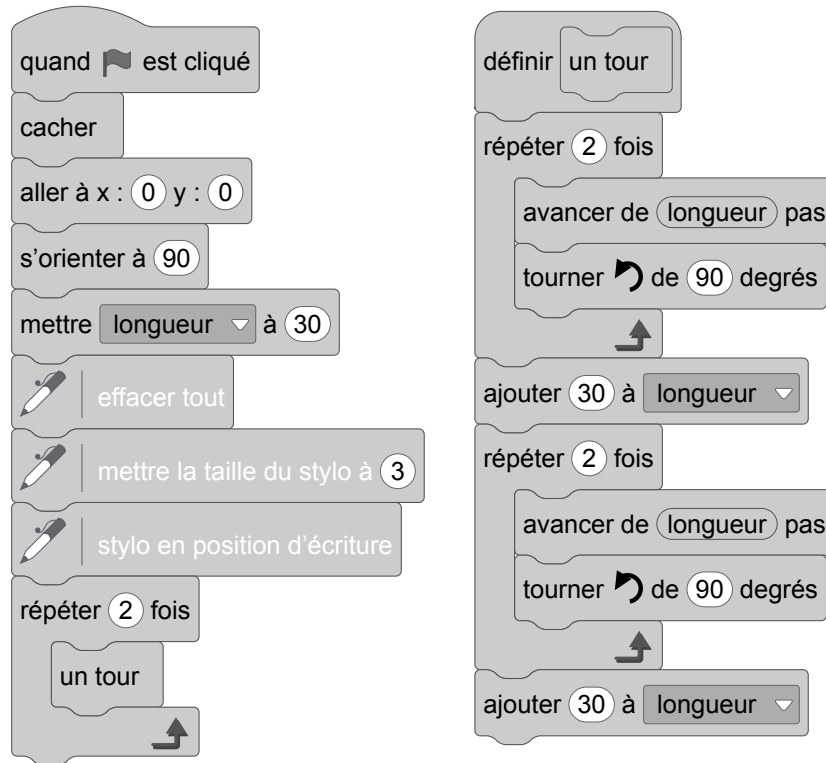 quand est cliqué
cacher
aller à x : 0 y : 0
s’orienter à 90
mettre longueur à 30
effacer tout
mettre la taille du stylo à 3
stylo en position d’écriture
répéter 2 fois
un tour
définir un tour
répéter 2 fois
avancer de longueur pas
tourner de 90 degrés
ajouter 30 à longueur
répéter 2 fois
avancer de longueur pas
tourner de 90 degrés
ajouter 30 à longueur